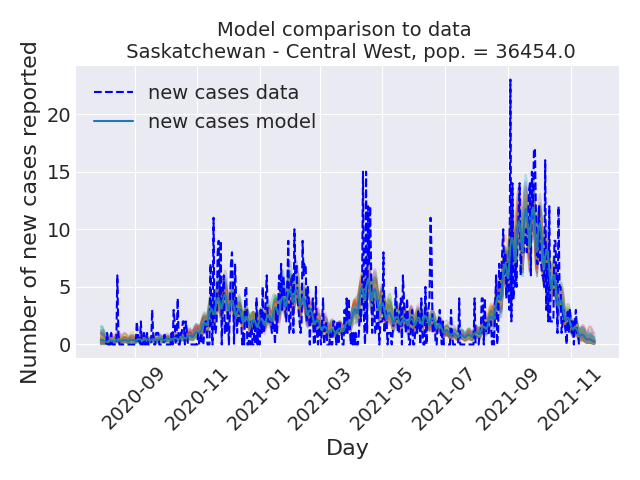 Model comparison to data
Saskatchewan - Central West, pop. = 36454.0
Number of new cases reported
new cases data
new cases model
20
15
10
5
0
2020-09
2020-11
2021-01
2021-03
2021-05
2021-07
2021-09
2021-11
Day